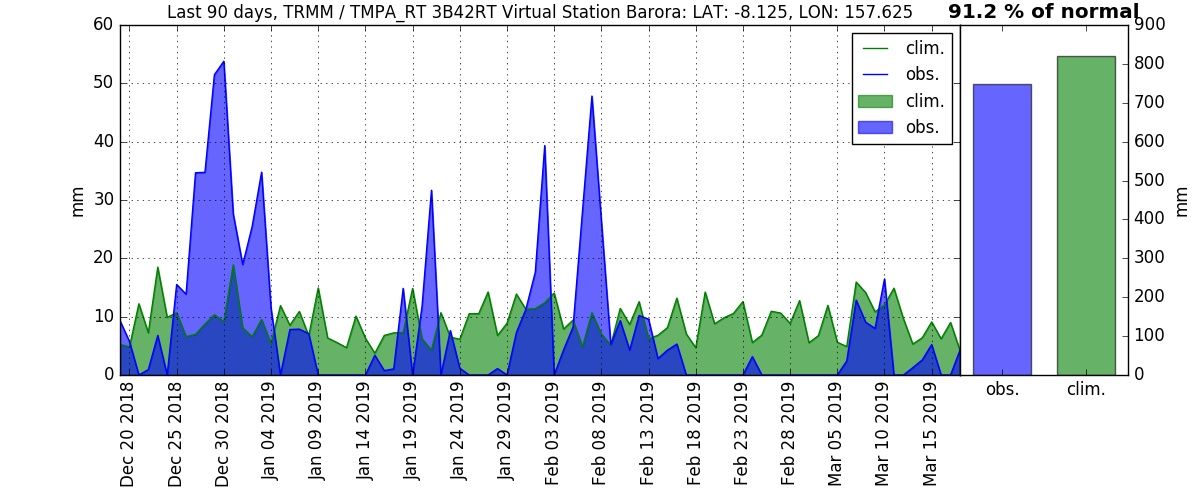 Last 90 days, TRMM / TMPA_RT 3B42RT Virtual Station Barora: LAT: -8.125, LON: 157.625
91.2 % of normal
60
50
40
30
20
10
0
mm
clim.
obs.
clim.
obs.
900
800
700
600
500
400
300
200
100
0
mm
obs.
clim.
Dec 20 2018
Dec 25 2018
Dec 30 2018
Jan 04 2019
Jan 09 2019
Jan 14 2019
Jan 19 2019
Jan 24 2019
Jan 29 2019
Feb 03 2019
Feb 08 2019
Feb 13 2019
Feb 18 2019
Feb 23 2019
Feb 28 2019
Mar 05 2019
Mar 10 2019
Mar 15 2019